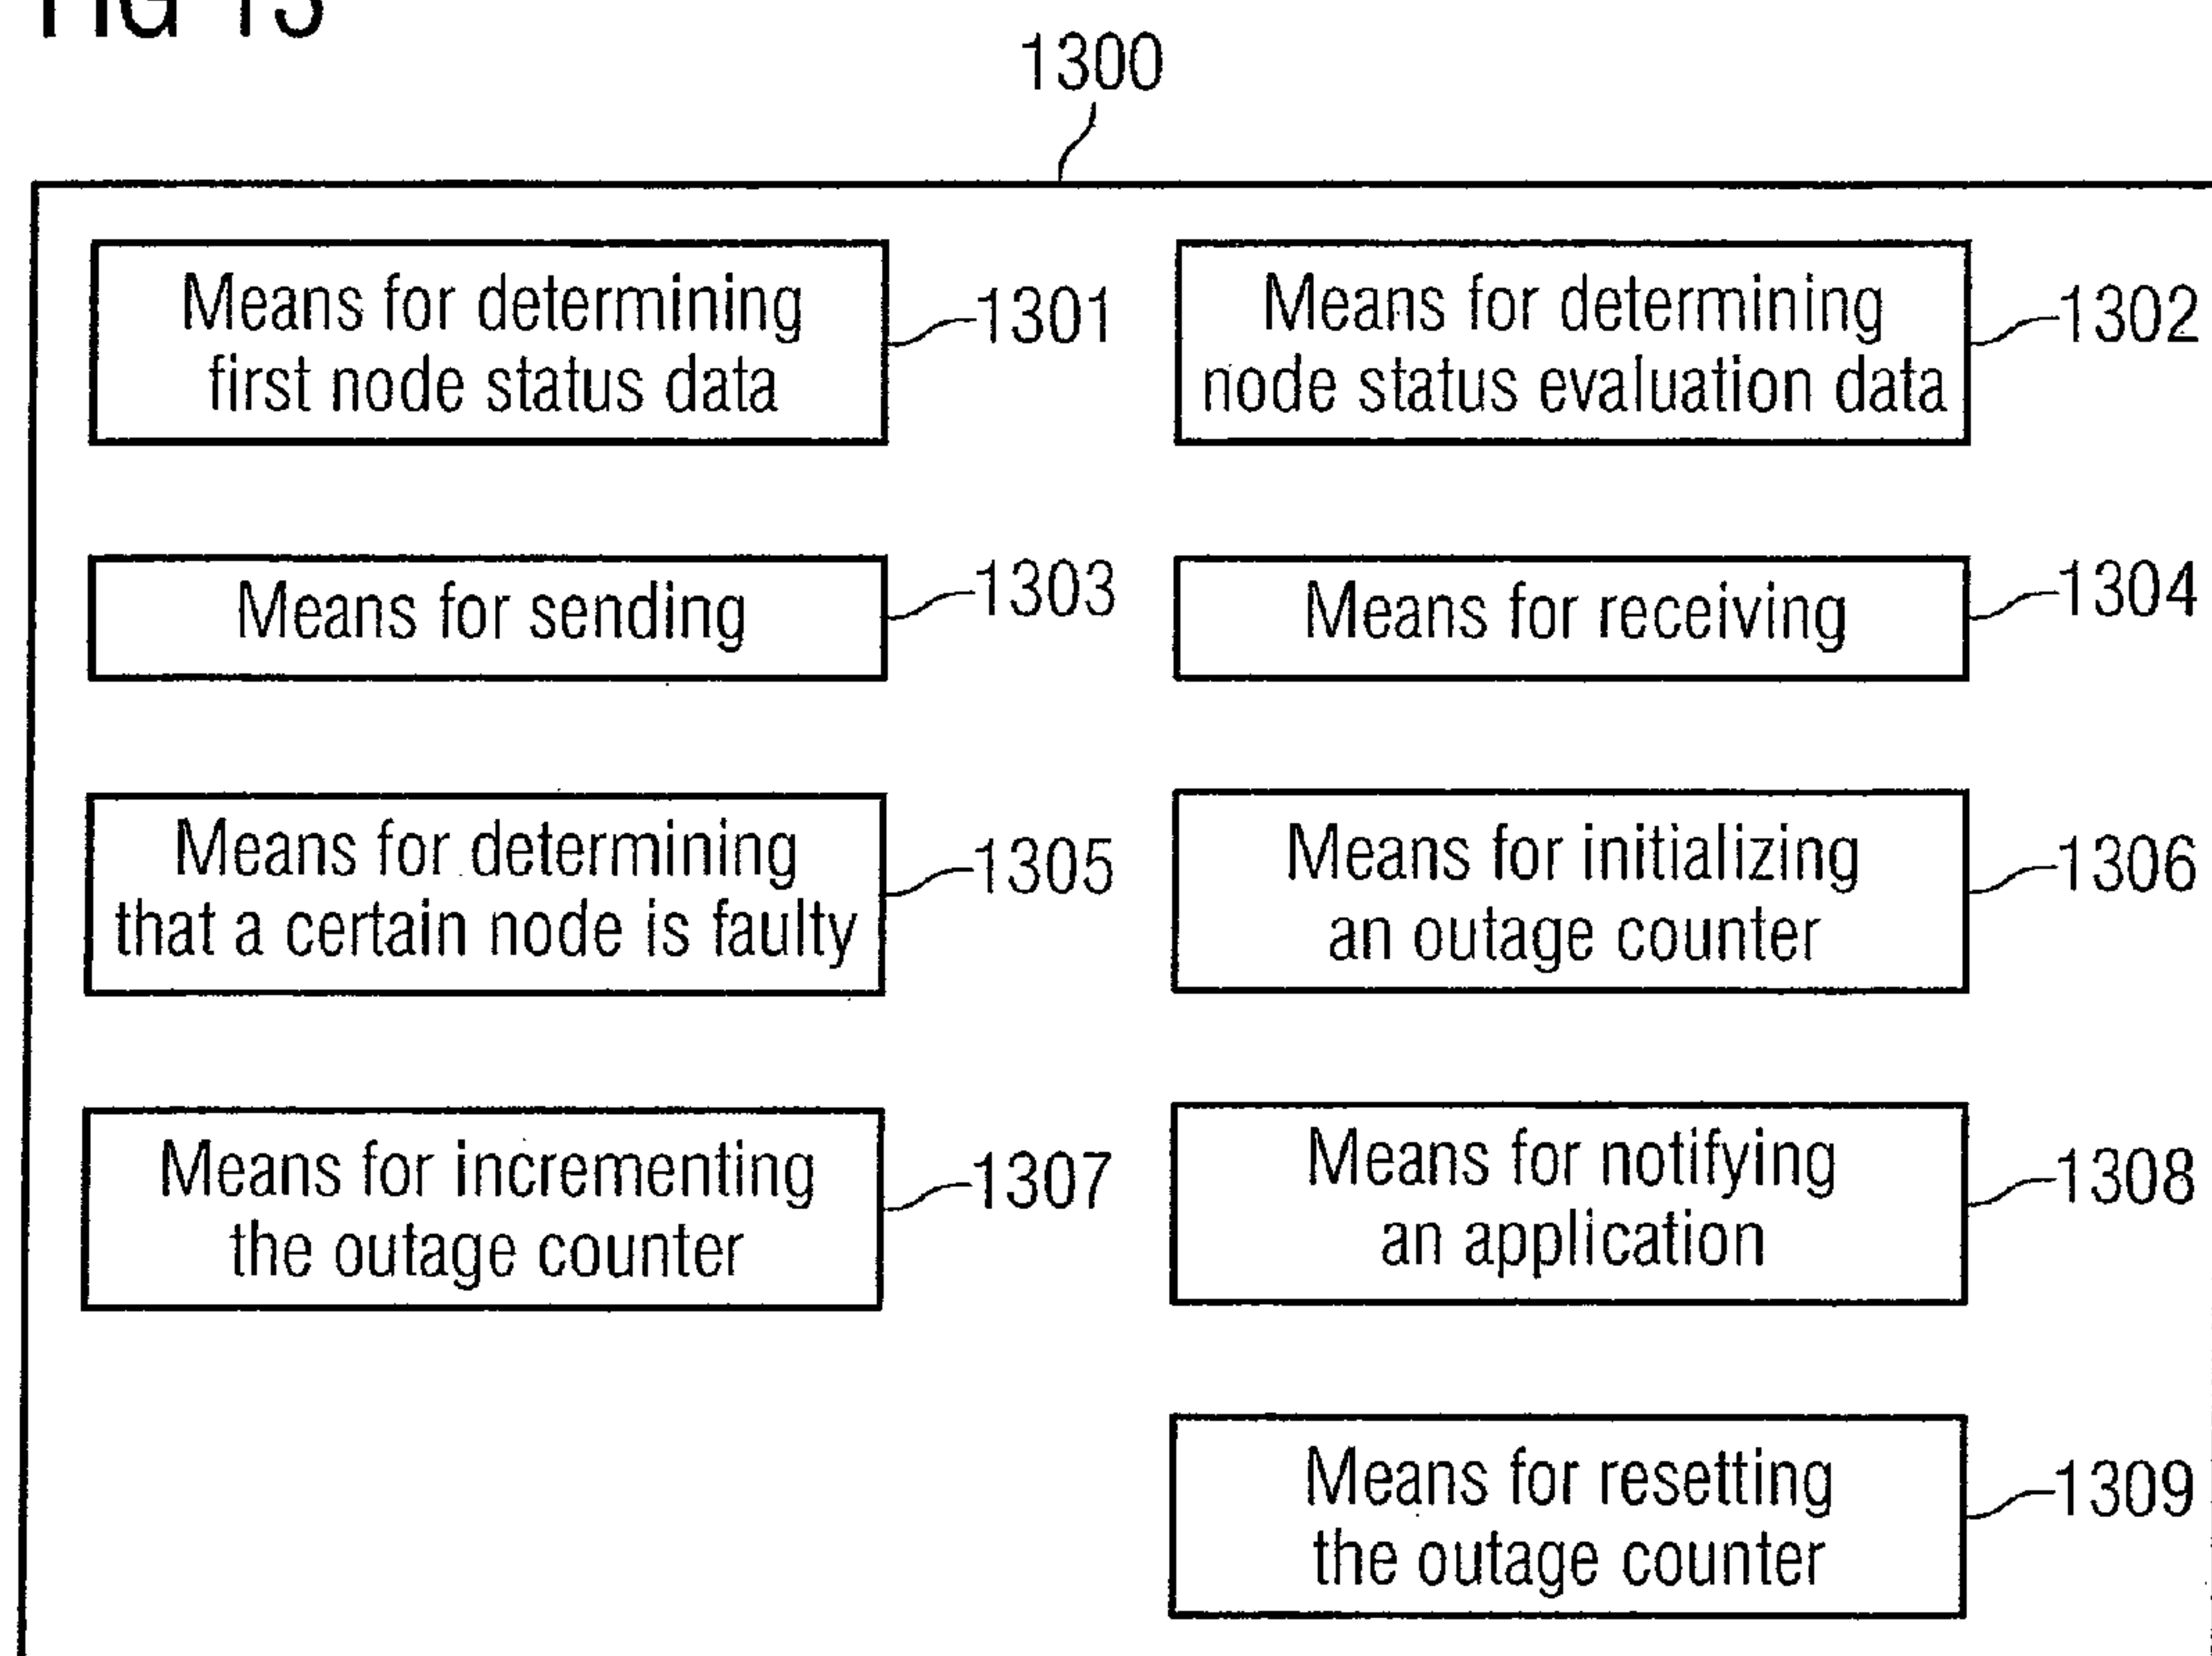 FIG 13
1300
Means for determining
first node status data
1301
Means for determining
node status evaluation data
1302
Means for sending
1303
Means for receiving
1304
Means for determining
that a certain node is faulty
1305
Means for initializing
an outage counter
1306
Means for incrementing
the outage counter
1307
Means for notifying
an application
1308
Means for resetting
the outage counter
1309